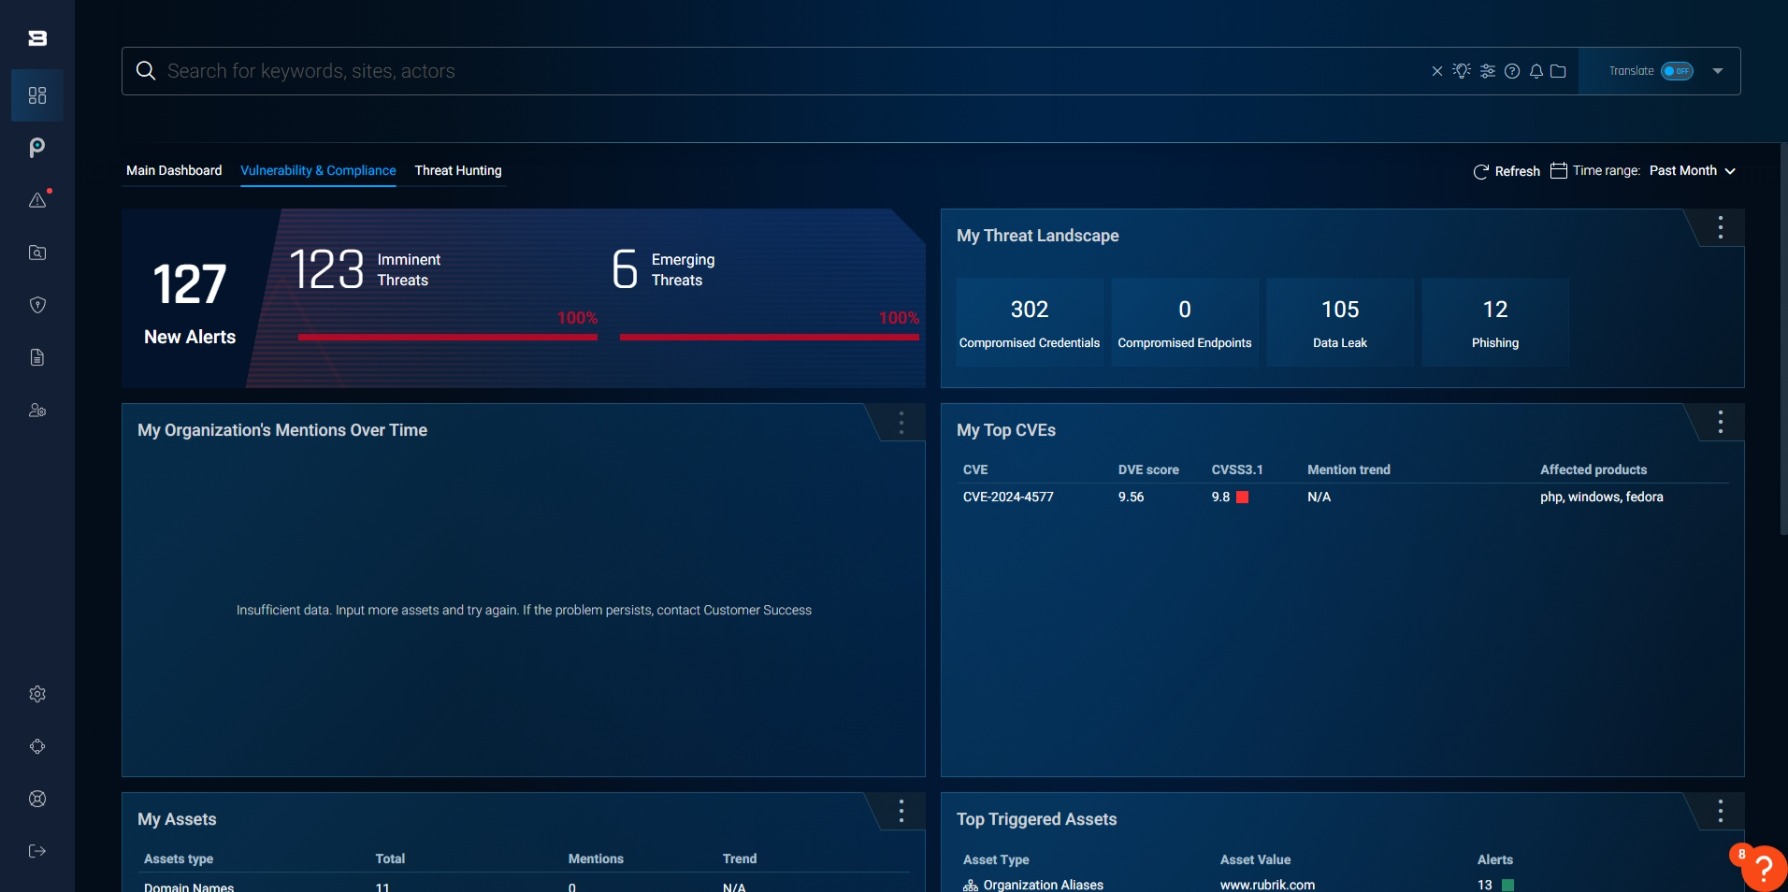 Search for keywords, sites, actors
Translate OFF
Main Dashboard Vulnerability & Compliance Threat Hunting
Refresh Time range: Past Month
127
New Alerts
123 Imminent Threats
100%
6 Emerging Threats
100%
My Threat Landscape
302
Compromised Credentials
0
Compromised Endpoints
105
Data Leak
12
Phishing
My Organization's Mentions Over Time
Insufficient data. Input more assets and try again. If the problem persists, contact Customer Success
My Top CVEs
CVE DVE score CVSS3.1 Mention trend Affected products
CVE-2024-4577 9.56 9.8 N/A php, windows, fedora
My Assets
Assets type Total Mentions Trend
Domain Names 11 0 N/A
Top Triggered Assets
Asset Type Asset Value Alerts
Organization Aliases www.rubrik.com 13
8
?